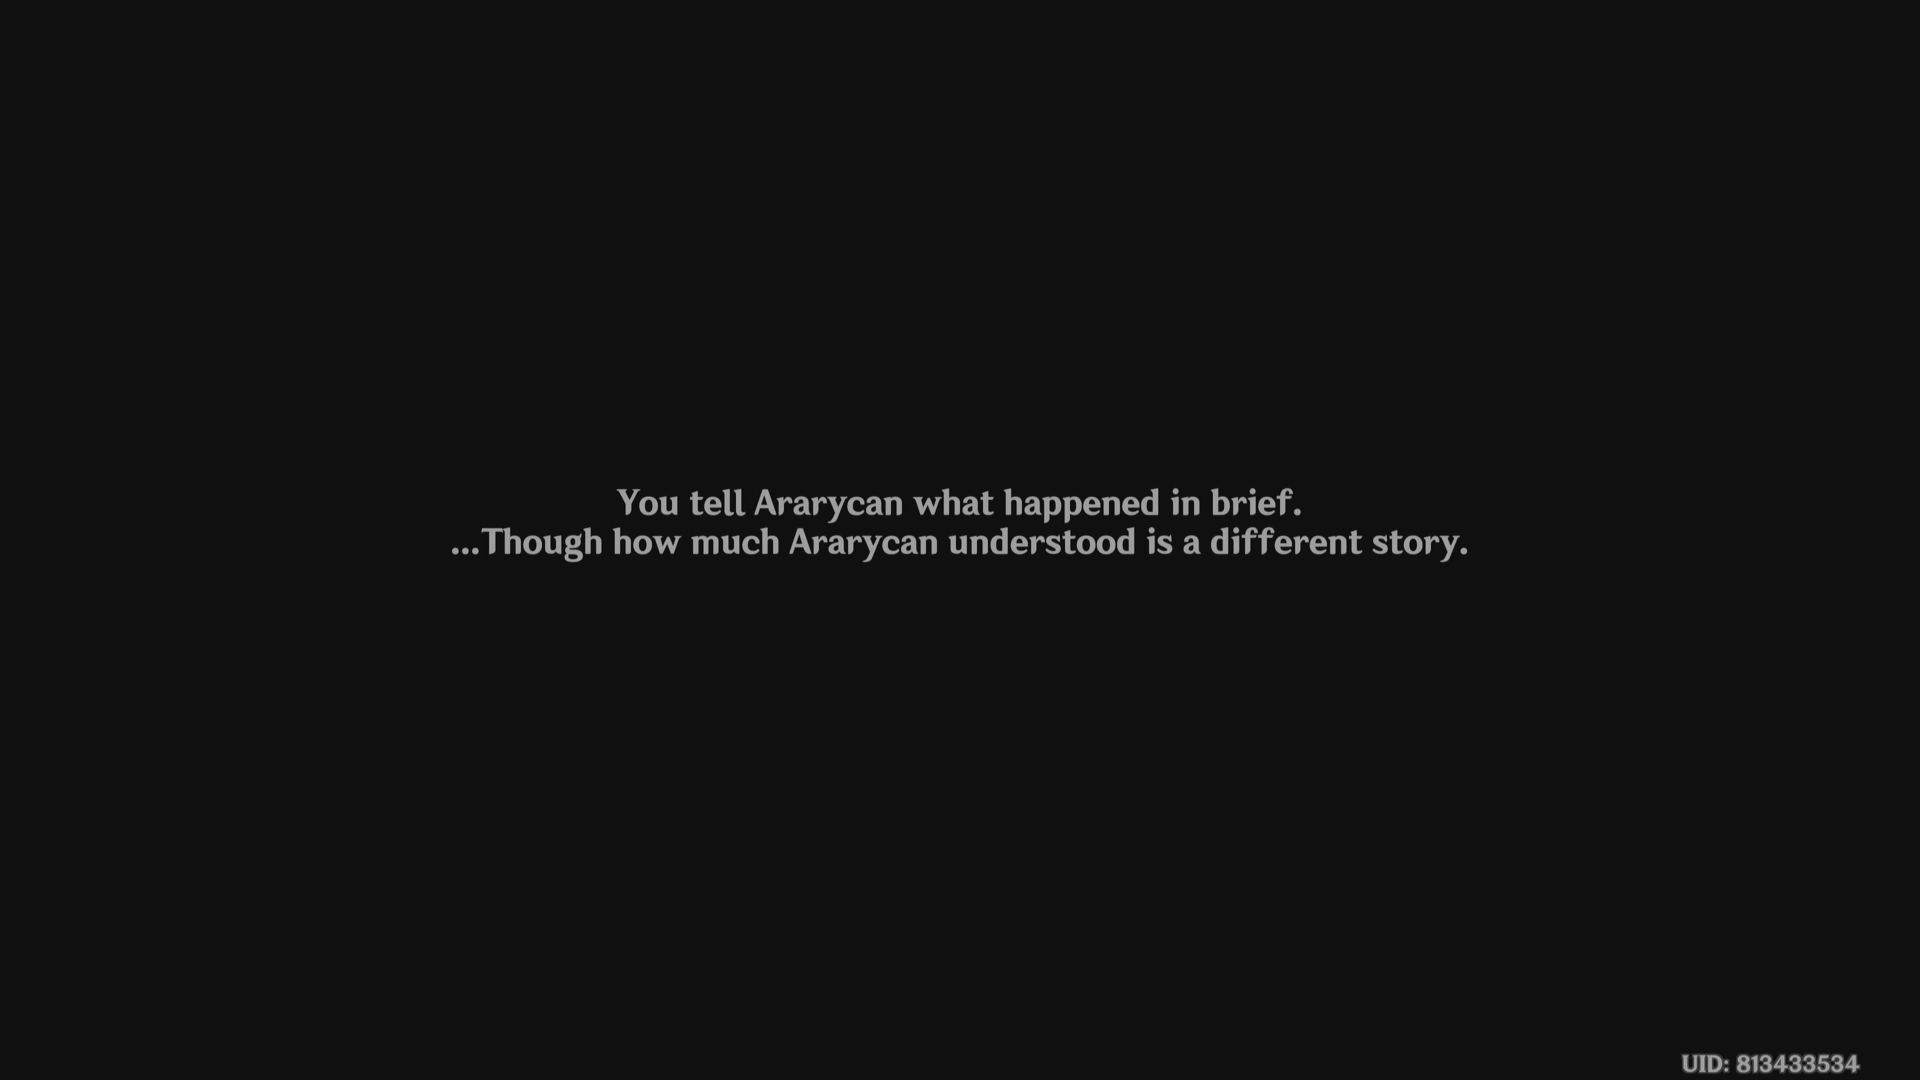 You tell Ararycan what happened in brief.
...Though how much Ararycan understood is a different story.
UID: 813433534